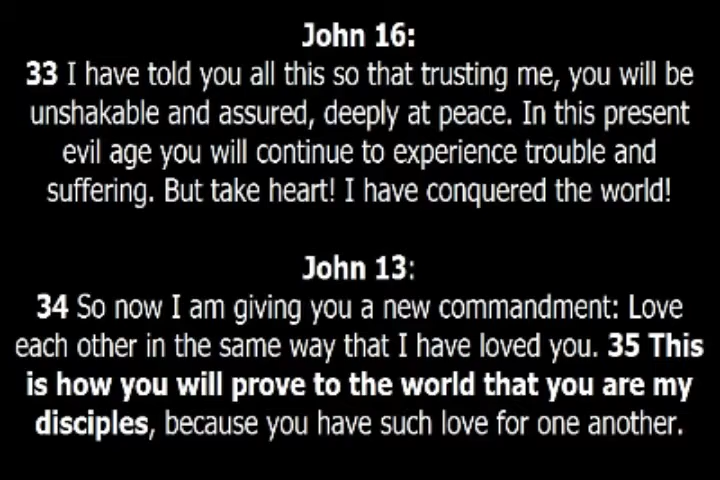 John 16:
33 I have told you all this so that trusting me, you will be
unshakable and assured, deeply at peace. In this present
evil age you will continue to experience trouble and
suffering. But take heart! I have conquered the world!
John 13:
34 So now I am giving you a new commandment: Love
each other in the same way that I have loved you. 35 This
is how you will prove to the world that you are my
disciples, because you have such love for one another.